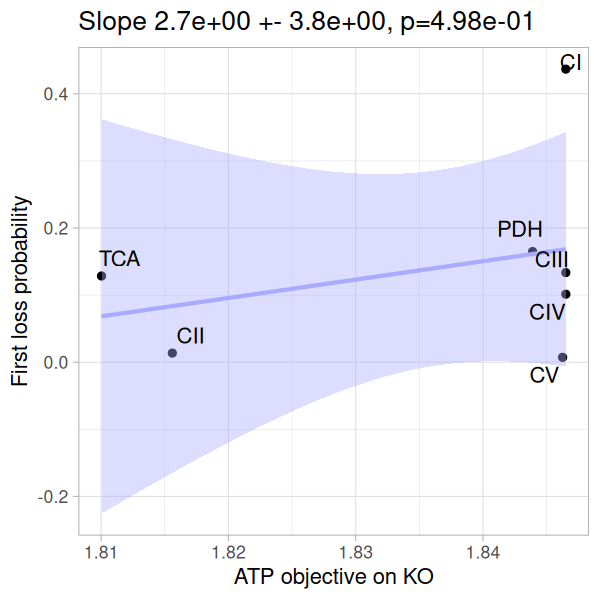 Slope 2.7e+00 +- 3.8e+00, p=4.98e-01
CI
0.4
First loss probability
0.2
PDH
TCA
CIII
CIV
CII
0.0
CV
-0.2
1.81
1.82
1.83
1.84
ATP objective on KO